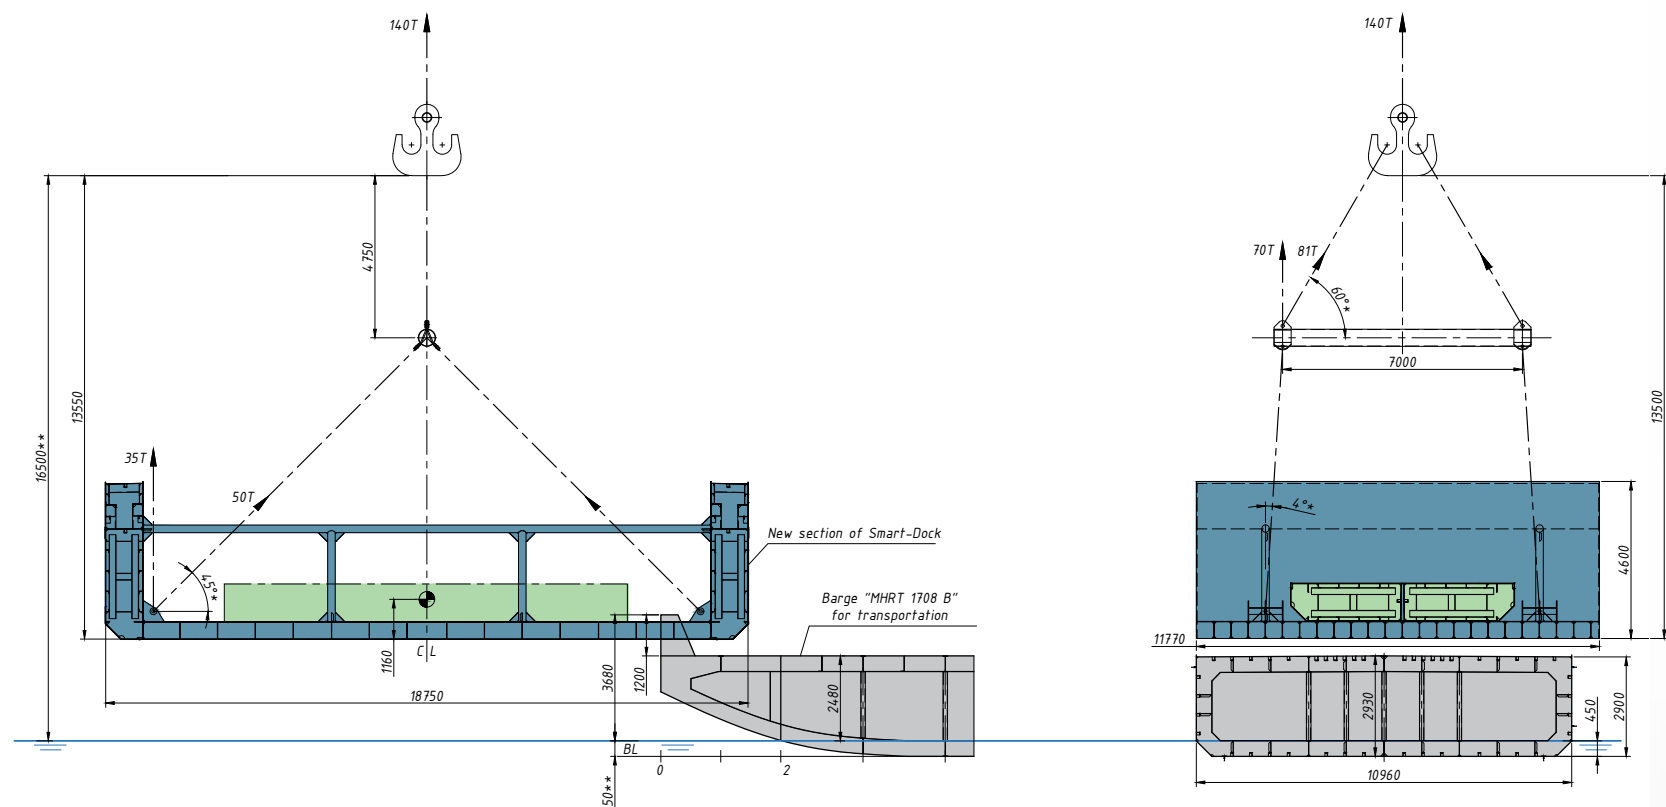 140T
140T
4750
70T
81T
60°*
7000
13550
16500**
13500
35T
50T
45°*
New section of Smart-Dock
4°*
4600
Barge "MHRT 1708 B"
for transportation
1160
C L
3680
1200
11770
18750
2480
2930
450
2900
BL
0
2
50**
10960